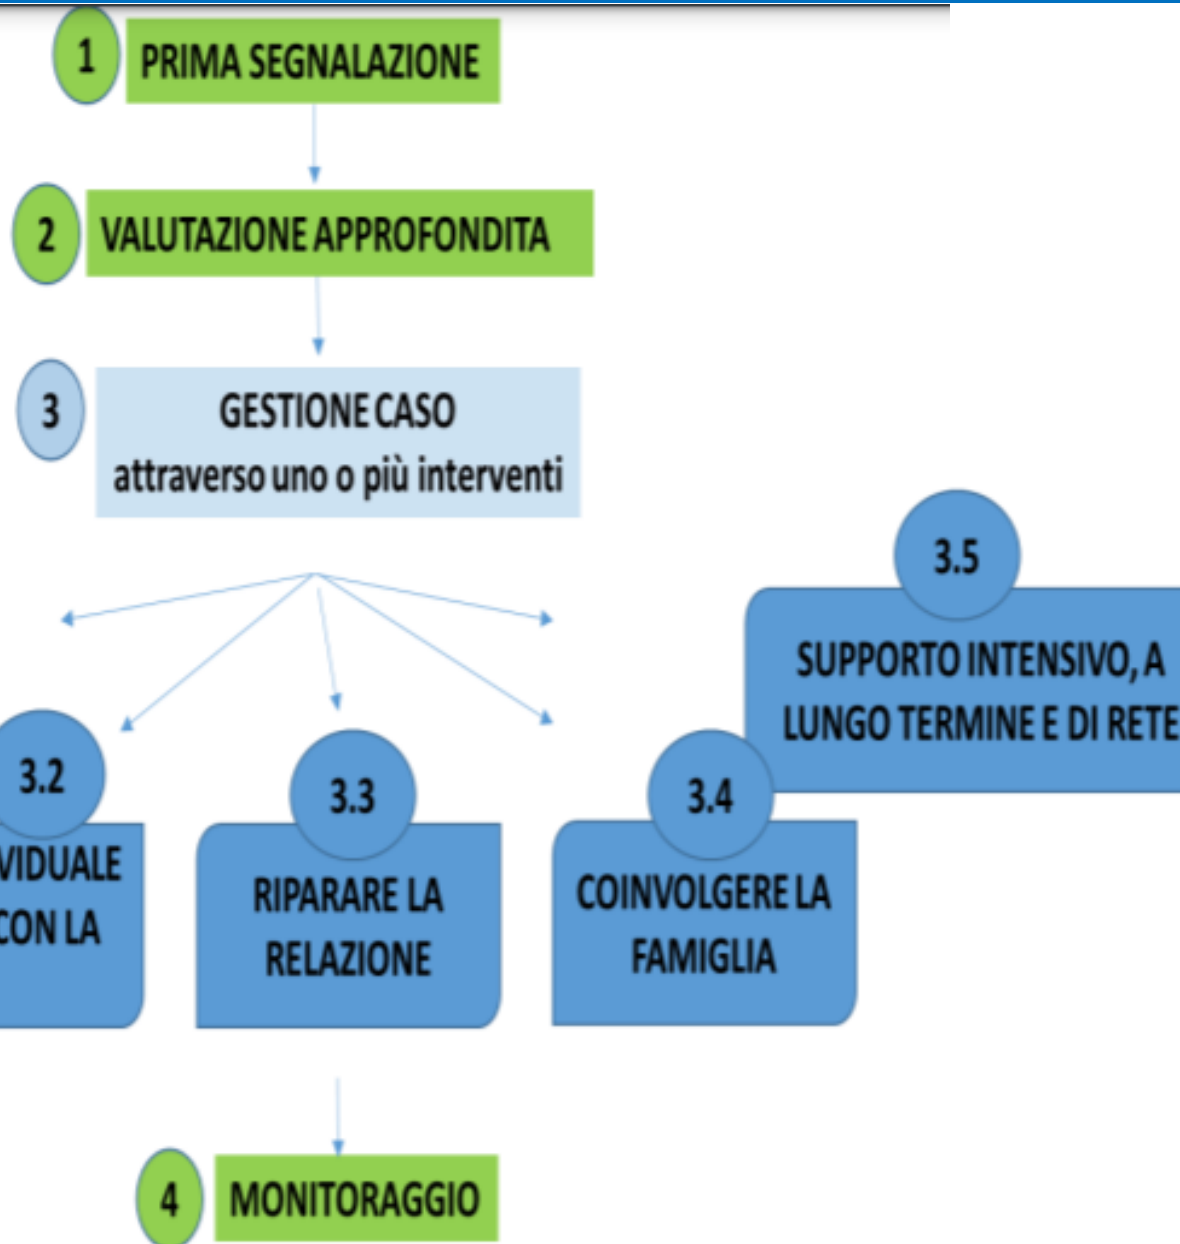 1
PRIMA SEGNALAZIONE
2
VALUTAZIONE APPROFONDITA
3
GESTIONE CASO
attraverso uno o più interventi
3.5
SUPPORTO INTENSIVO, A
LUNGO TERMINE E DI RETE
3.2
VIDUALE
CON LA
3.3
RIPARARE LA
RELAZIONE
3.4
COINVOLGERE LA
FAMIGLIA
4
MONITORAGGIO